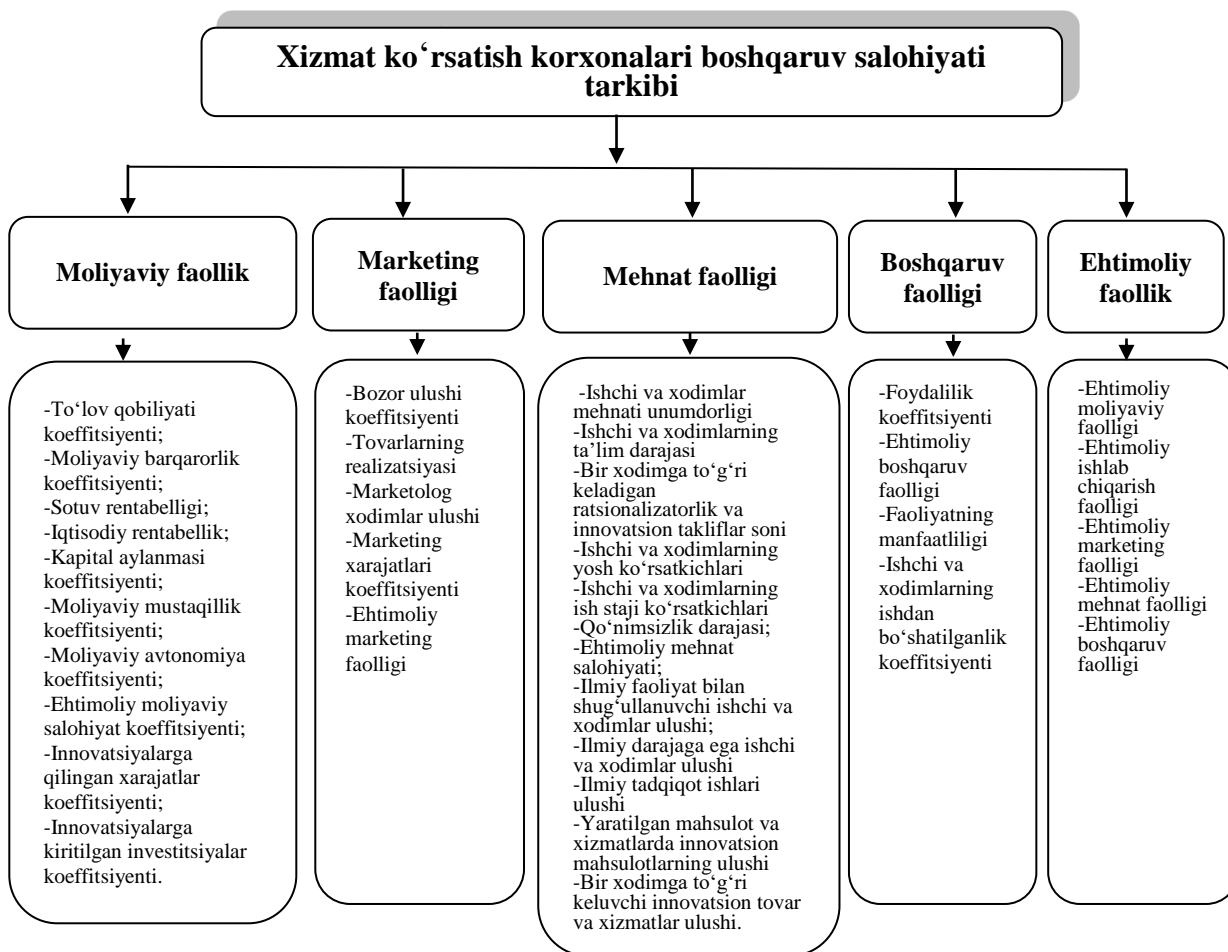 Xizmat ko‘rsatish korxonalari boshqaruv salohiyati
tarkibi
Moliyaviy faollik
Marketing
faolligi
Mehnat faolligi
Boshqaruv
faolligi
Ehtimoliy
faollik
-To‘lov qobiliyati
koeffitsiyenti;
-Moliyaviy barqarorlik
koeffitsiyenti;
-Sotuv rentabelligi;
-Iqtisodiy rentabellik;
-Kapital aylanmasi
koeffitsiyenti;
-Moliyaviy mustaqillik
koeffitsiyenti;
-Moliyaviy avtonomiya
koeffitsiyenti;
-Ehtimoliy moliyaviy
salohiyat koeffitsiyenti;
-Innovatsiyalarga
qilingan xarajatlar
koeffitsiyenti;
-Innovatsiyalarga
kiritilgan investitsiyalar
koeffitsiyenti.
-Bozor ulushi
koeffitsiyenti
-Tovarlarning
realizatsiyasi
-Marketolog
xodimlar ulushi
-Marketing
xarajatlari
koeffitsiyenti
-Ehtimoliy
marketing
faolligi
-Ishchi va xodimlar
mehnati unumdorligi
-Ishchi va xodimlarning
ta’lim darajasi
-Bir xodimga to‘g‘ri
keladigan
ratsionalizatorlik va
innovatsion takliflar soni
-Ishchi va xodimlarning
yosh ko‘rsatkichlari
-Ishchi va xodimlarning
ish staji ko‘rsatkichlari
-Qo‘nimsizlik darajasi;
-Ehtimoliy mehnat
salohiyati;
-Ilmiy faoliyat bilan
shug‘ullanuvchi ishchi va
xodimlar ulushi;
-Ilmiy darajaga ega ishchi
va xodimlar ulushi
-Ilmiy tadqiqot ishlari
ulushi
-Yaratilgan mahsulot va
xizmatlarda innovatsion
mahsulotlarning ulushi
-Bir xodimga to‘g‘ri
keluvchi innovatsion tovar
va xizmatlar ulushi.
-Foydalilik
koeffitsiyenti
-Ehtimoliy
boshqaruv
faolligi
-Faoliyatning
manfaatliligi
-Ishchi va
xodimlarning
ishdan
bo‘shatilganlik
koeffitsiyenti
-Ehtimoliy
moliyaviy
faolligi
-Ehtimoliy
ishlab
chiqarish
faolligi
-Ehtimoliy
marketing
faolligi
-Ehtimoliy
mehnat faolligi
-Ehtimoliy
boshqaruv
faolligi